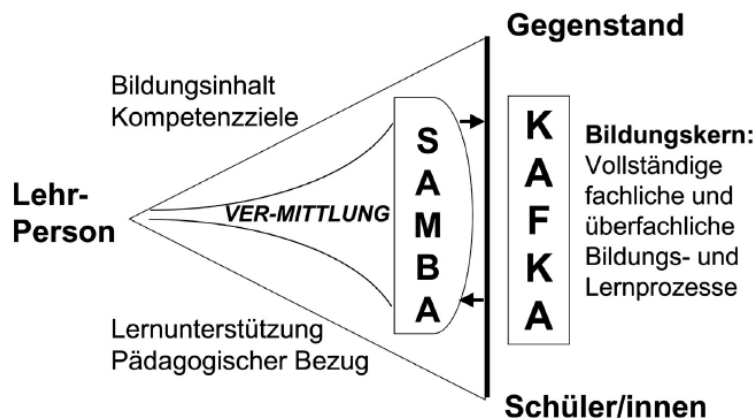 Gegenstand
Bildungsinhalt
Kompetenzziele
Lehr-
Person
VER-MITTLUNG
S
A
M
B
A
K
A
F
K
A
Bildungskern:
Vollständige
fachliche und
überfachliche
Bildungs- und
Lernprozesse
Lernunterstützung
Pädagogischer Bezug
Schüler/innen